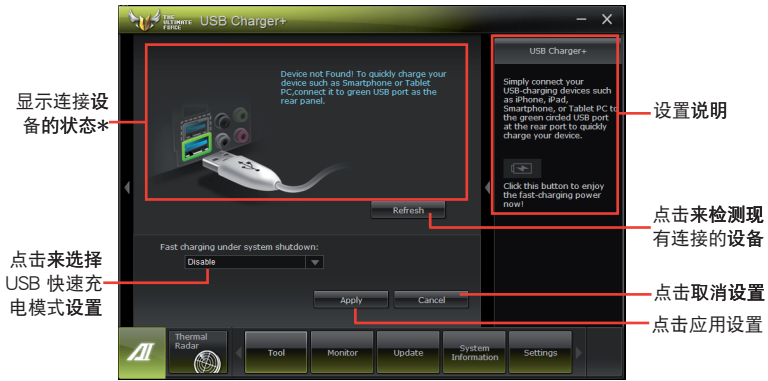 THE
ULTIMATE
FORCE
USB Charger+
Device not Found! To quickly charge your
device such as Smartphone or Tablet
PC,connect it to green USB port as the
rear panel.
Refresh
Fast charging under system shutdown:
Disable
Apply
Cancel
USB Charger+
Simply connect your
USB-charging devices such
as iPhone, iPad,
Smartphone, or Tablet PC to
the green circled USB port
at the rear port to quickly
charge your device.
Click this button to enjoy
the fast-charging power
now!
AI
Thermal
Radar
Tool
Monitor
Update
System
Information
Settings
显示连接设
备的状态*
点击来选择
USB 快速充
电模式设置
设置说明
点击来检测现
有连接的设备
点击取消设置
点击应用设置